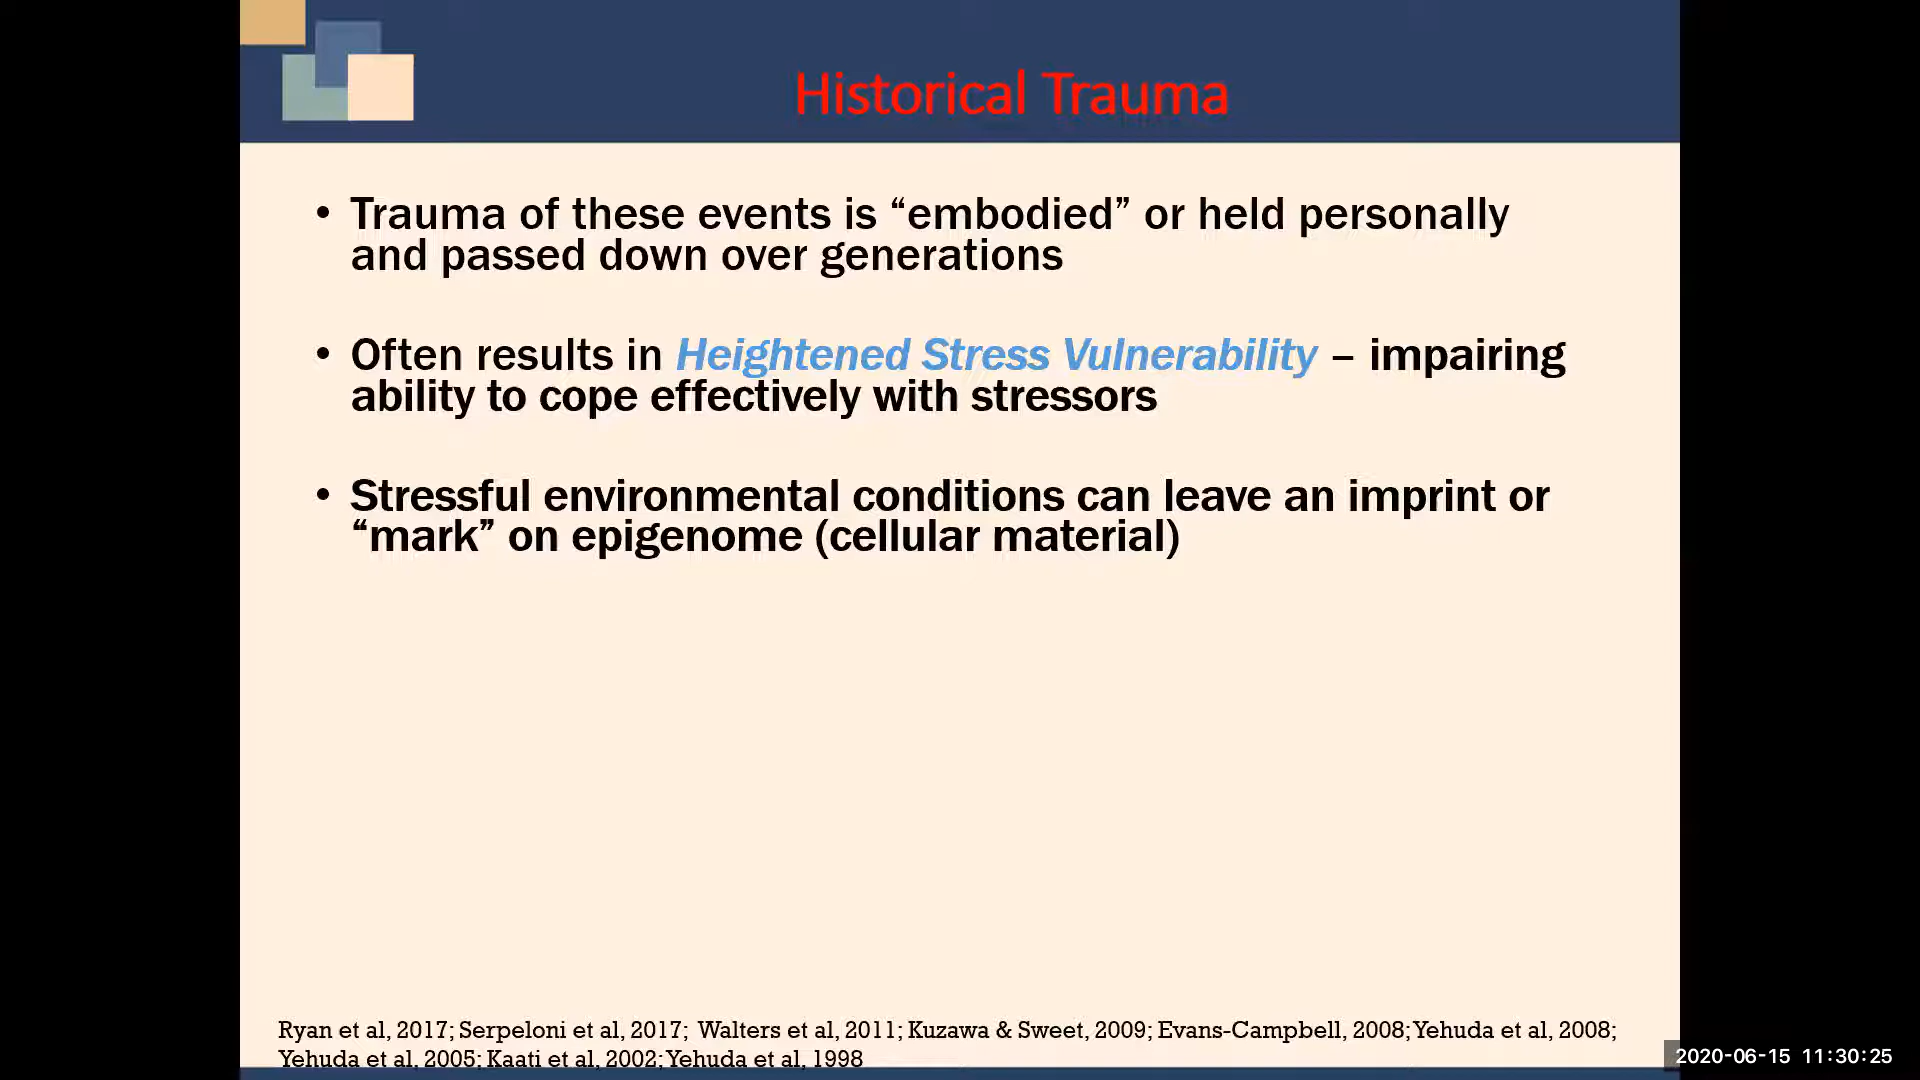 Historical Trauma
• Trauma of these events is “embodied” or held personally
and passed down over generations
• Often results in Heightened Stress Vulnerability – impairing
ability to cope effectively with stressors
• Stressful environmental conditions can leave an imprint or
“mark” on epigenome (cellular material)
Ryan et al, 2017; Serpeloni et al, 2017; Walters et al, 2011; Kuzawa & Sweet, 2009; Evans-Campbell, 2008; Yehuda et al, 2008;
Yehuda et al, 2005; Kaati et al, 2002; Yehuda et al, 1998
2020-06-15 11:30:25